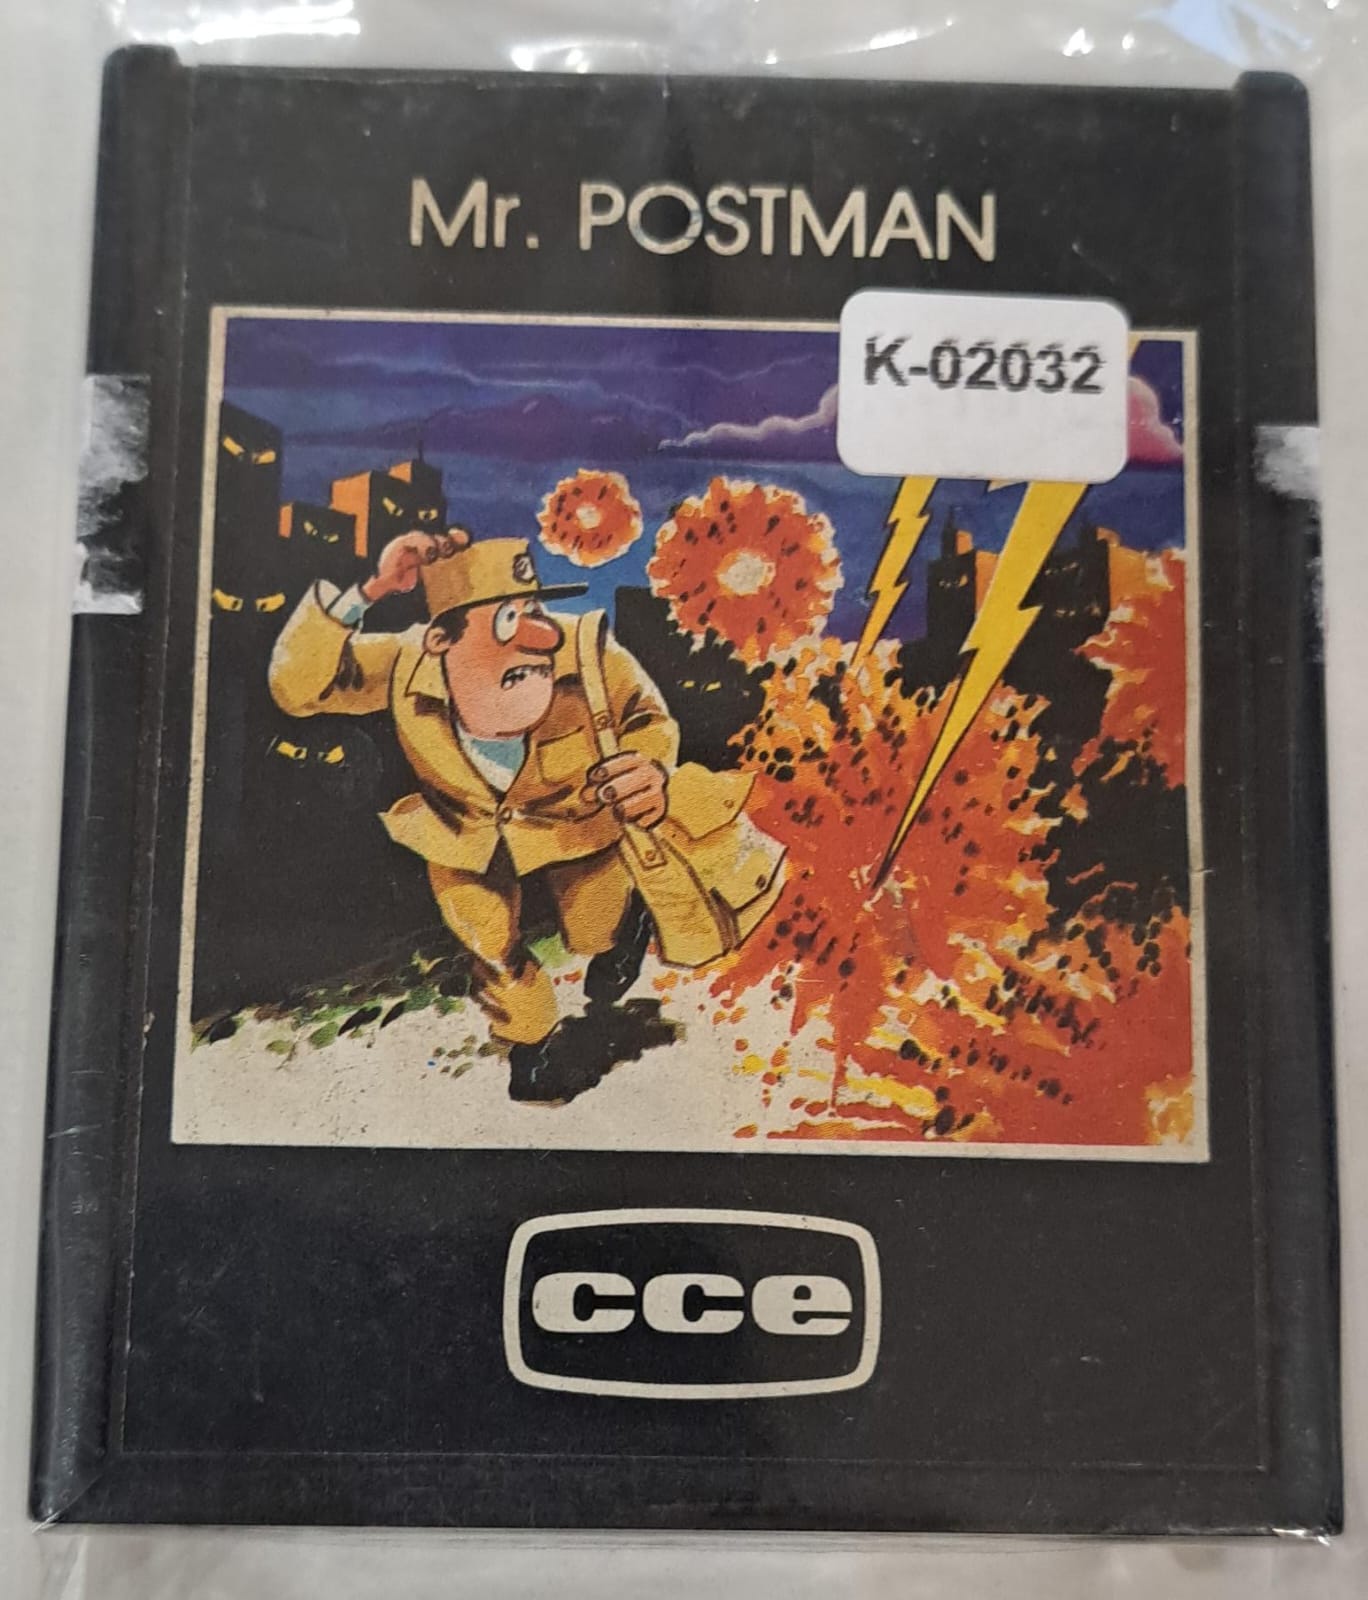 Mr. POSTMAN
K-02032
cce